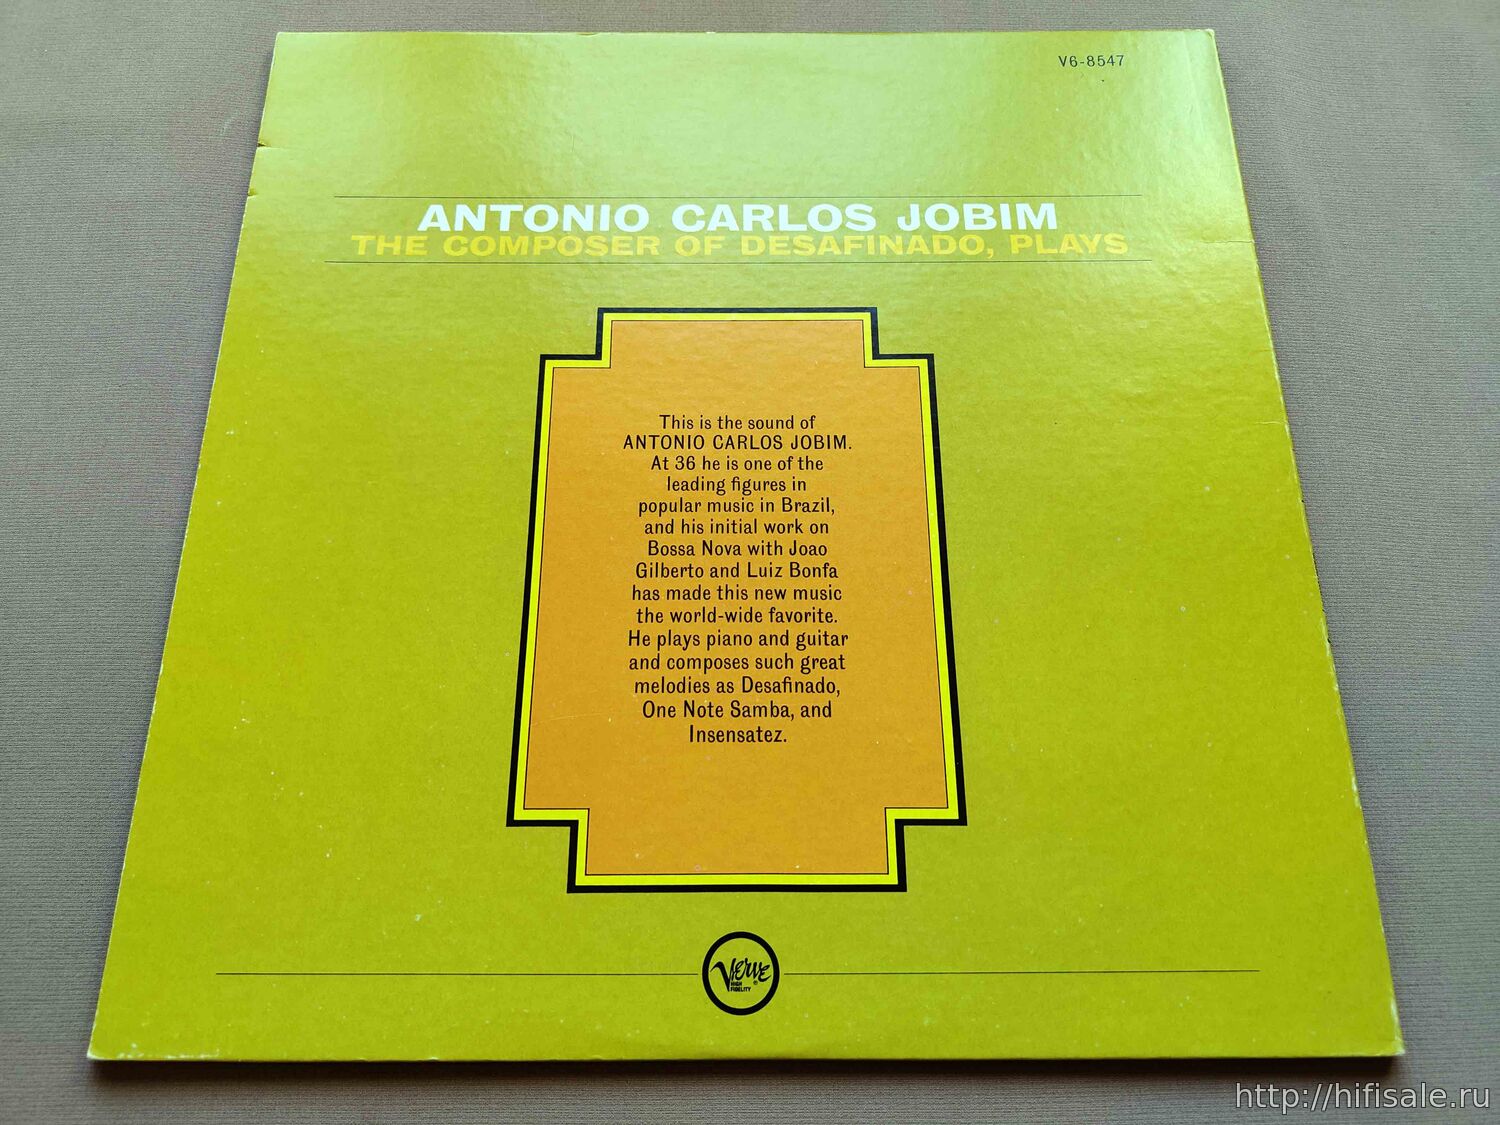 V6-8547
ANTONIO CARLOS JOBIM
THE COMPOSER OF DESAFINADO, PLAYS
This is the sound of
ANTONIO CARLOS JOBIM.
At 36 he is one of the
leading figures in
popular music in Brazil,
and his initial work on
Bossa Nova with Joao
Gilberto and Luiz Bonfa
has made this new music
the world-wide favorite.
He plays piano and guitar
and composes such great
melodies as Desafinado,
One Note Samba, and
Insensatez.
VERVE
HIGH
FIDELITY
http://hifisale.ru